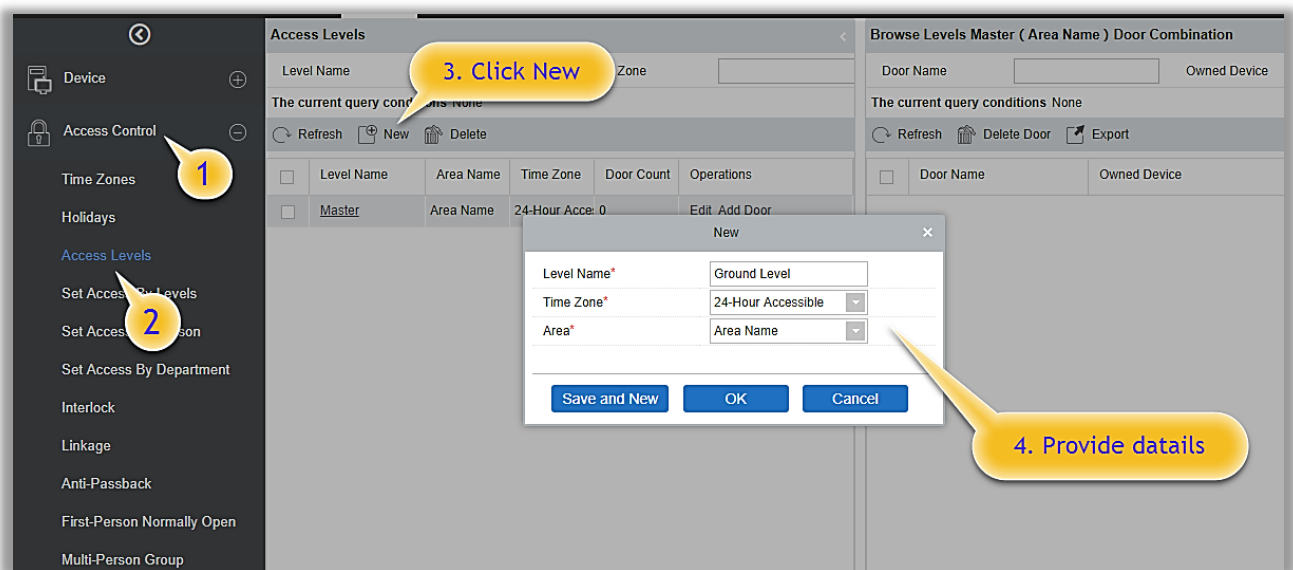 Access Levels
Browse Levels Master ( Area Name ) Door Combination
Device
Level Name
Zone
Door Name
Owned Device
3. Click New
The current query conditions None
The current query conditions None
Access Control
Refresh New Delete
Refresh Delete Door Export
1
Time Zones
Level Name Area Name Time Zone Door Count Operations
Door Name Owned Device
Holidays
Master Area Name 24-Hour Acce: 0 Edit Add Door
New
Access Levels
Level Name* Ground Level
Time Zone* 24-Hour Accessible
Area* Area Name
Set Access By Levels
2
Set Acces son
Set Access By Department
Save and New OK Cancel
Interlock
Linkage
4. Provide datails
Anti-Passback
First-Person Normally Open
Multi-Person Group